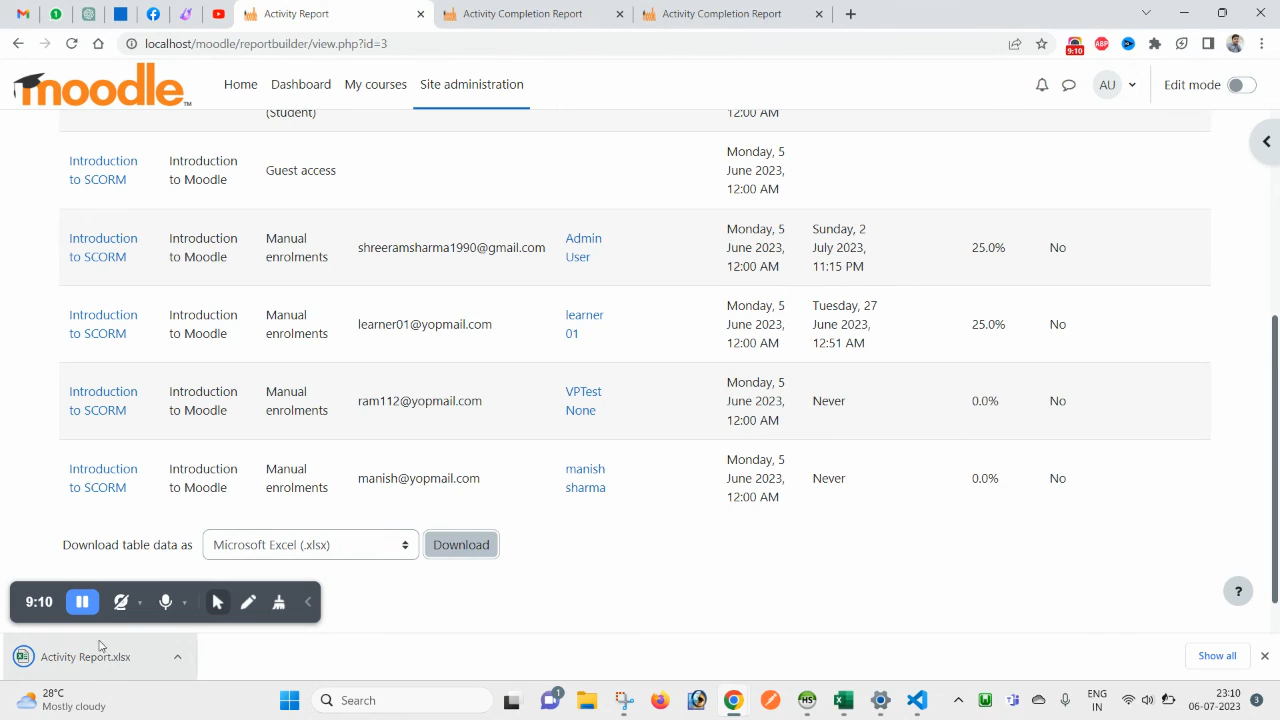 Activity Report
Activity Completion Report
Activity Completion Report
localhost/moodle/reportbuilder/view.php?id=3
9:10
ABP
moodle™
Home
Dashboard
My courses
Site administration
AU
Edit mode
(Student)
12:00 AM
Introduction
to SCORM
Introduction
to Moodle
Guest access
Monday, 5
June 2023,
12:00 AM
Introduction
to SCORM
Introduction
to Moodle
Manual
enrolments
shreeramsharma1990@gmail.com
Admin
User
Monday, 5
June 2023,
12:00 AM
Sunday, 2
July 2023,
11:15 PM
25.0%
No
Introduction
to SCORM
Introduction
to Moodle
Manual
enrolments
learner01@yopmail.com
learner
01
Monday, 5
June 2023,
12:00 AM
Tuesday, 27
June 2023,
12:51 AM
25.0%
No
Introduction
to SCORM
Introduction
to Moodle
Manual
enrolments
ram112@yopmail.com
VPTest
None
Monday, 5
June 2023,
12:00 AM
Never
0.0%
No
Introduction
to SCORM
Introduction
to Moodle
Manual
enrolments
manish@yopmail.com
manish
sharma
Monday, 5
June 2023,
12:00 AM
Never
0.0%
No
Download table data as
Microsoft Excel (.xlsx)
Download
9:10
?
Activity Report.xlsx
Show all
28°C
Mostly cloudy
Search
1
HS
ENG
IN
23:10
06-07-2023
3